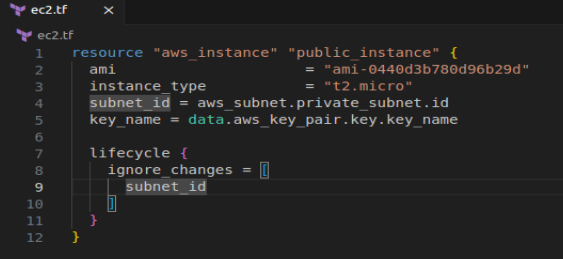 ec2.tf ×
ec2.tf
1 resource "aws_instance" "public_instance" {
2 ami = "ami-0440d3b780d96b29d"
3 instance_type = "t2.micro"
4 subnet_id = aws_subnet.private_subnet.id
5 key_name = data.aws_key_pair.key.key_name
6
7 lifecycle {
8 ignore_changes = [
9 subnet_id
10 ]
11 }
12 }